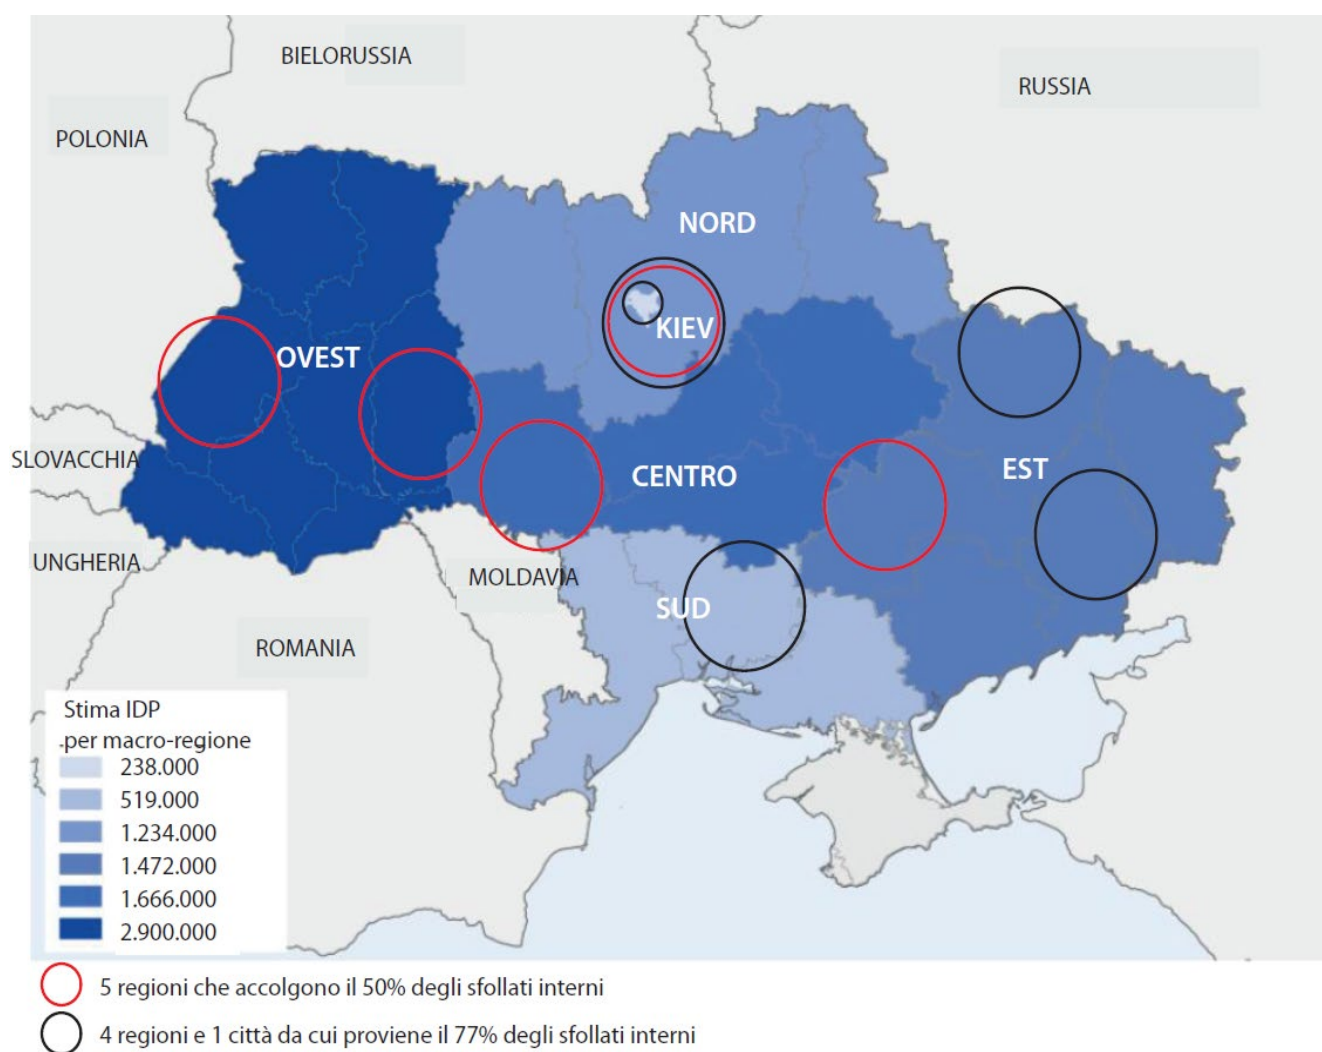 BIELORUSSIA
RUSSIA
POLONIA
NORD
KIEV
OVEST
SLOVACCHIA
CENTRO
EST
UNGHERIA
MOLDAVIA
SUD
ROMANIA
Stima IDP
per macro-regione
238.000
519.000
1.234.000
1.472.000
1.666.000
2.900.000
5 regioni che accolgono il 50% degli sfollati interni
4 regioni e 1 città da cui proviene il 77% degli sfollati interni